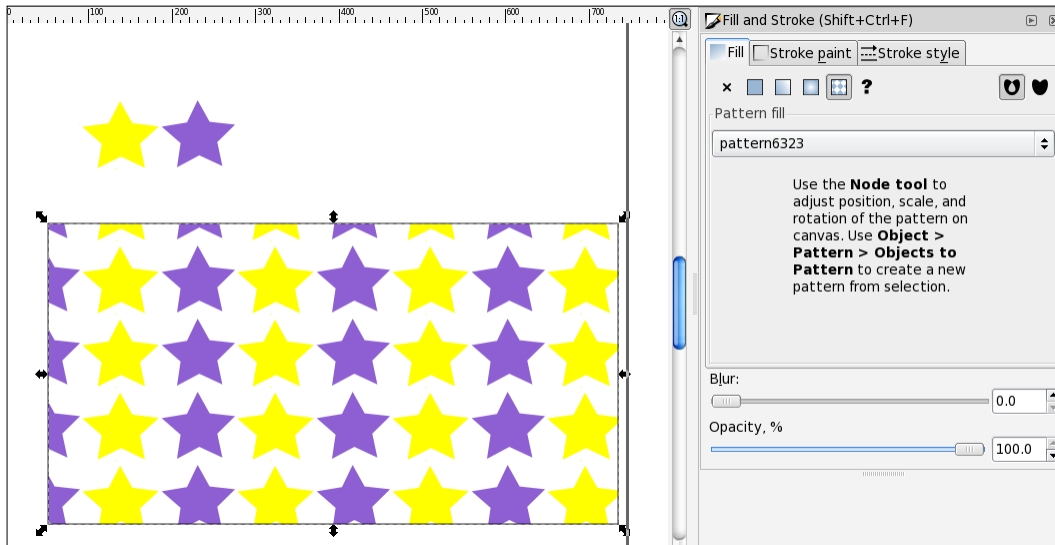 100 200 300 400 500 600 700
1:1
Fill and Stroke (Shift+Ctrl+F)
Fill Stroke paint Stroke style
?
Pattern fill
pattern6323
Use the Node tool to
adjust position, scale, and
rotation of the pattern on
canvas. Use Object >
Pattern > Objects to
Pattern to create a new
pattern from selection.
Blur:
0.0
Opacity, %
100.0